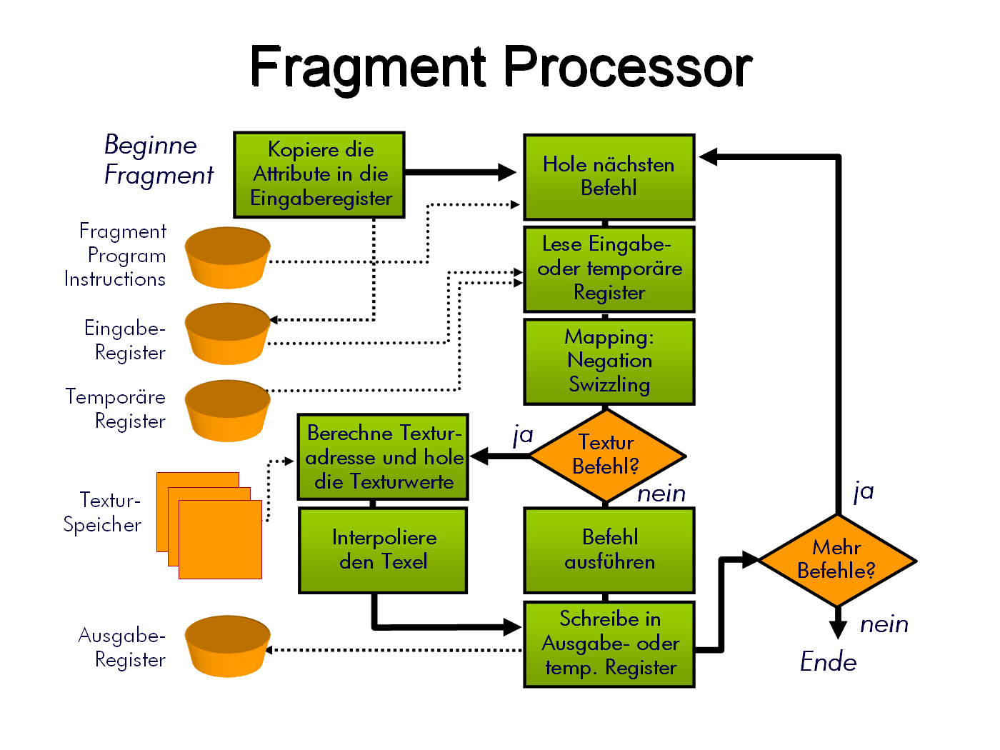 Fragment Processor
Beginne
Fragment
Kopiere die
Attribute in die
Eingaberegister
Hole nächsten
Befehl
Fragment
Program
Instructions
Lese Eingabe-
oder temporäre
Register
Eingabe-
Register
Mapping:
Negation
Swizzling
Temporäre
Register
Berechne Textur-
adresse und hole
die Texturwerte
ja
Textur
Befehl?
nein
ja
Textur-
Speicher
Interpoliere
den Texel
Befehl
ausführen
Mehr
Befehle?
Ausgabe-
Register
Schreibe in
Ausgabe- oder
temp. Register
nein
Ende